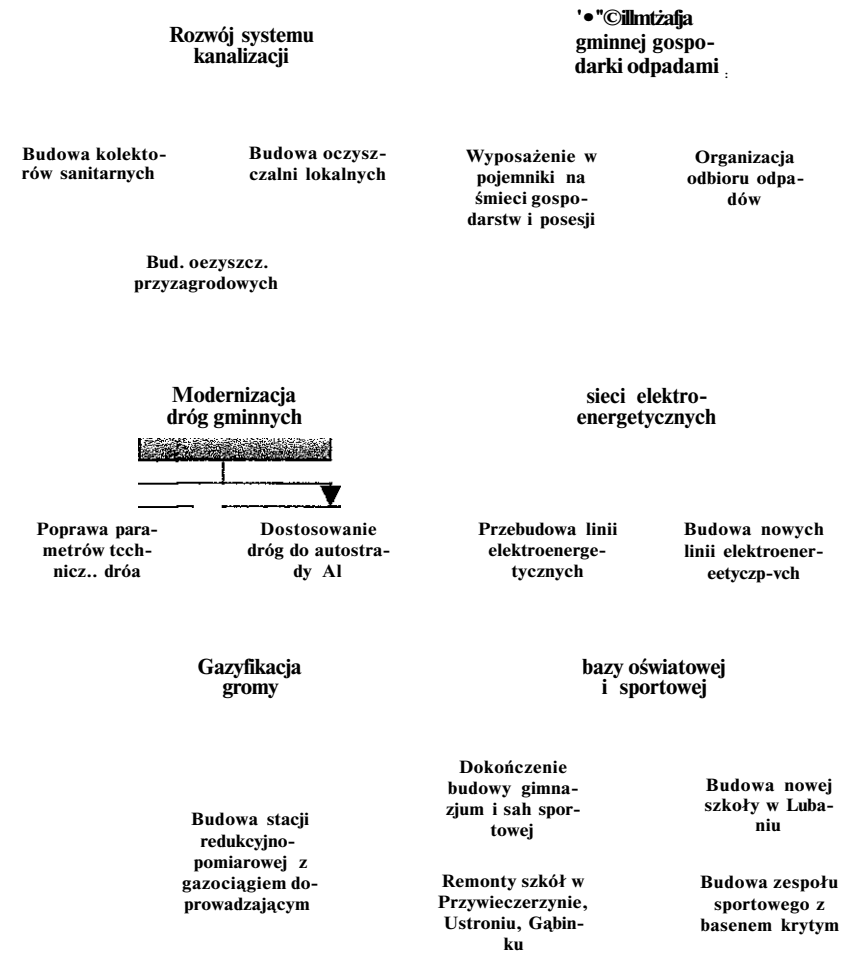 Rozwój systemu
kanalizacji
'•"©illmtżafja
gminnej gospo-
darki odpadami :
Budowa kolekto-
rów sanitarnych
Budowa oczysz-
czalni lokalnych
Wyposażenie w
pojemniki na
śmieci gospo-
darstw i posesji
Organizacja
odbioru odpa-
dów
Bud. oezyszcz.
przyzagrodowych
Modernizacja
dróg gminnych
sieci elektro-
energetycznych
Poprawa para-
metrów tcch-
nicz.. dróa
Dostosowanie
dróg do autostra-
dy Al
Przebudowa linii
elektroenerge-
tycznych
Budowa nowych
linii elektroener-
eetyczp-vch
Gazyfikacja
gromy
bazy oświatowej
i sportowej
Budowa stacji
redukcyjno-
pomiarowej z
gazociągiem do-
prowadzającym
Dokończenie
budowy gimna-
zjum i sah spor-
towej
Budowa nowej
szkoły w Luba-
niu
Remonty szkół w
Przywieczerzynie,
Ustroniu, Gąbin-
ku
Budowa zespołu
sportowego z
basenem krytym